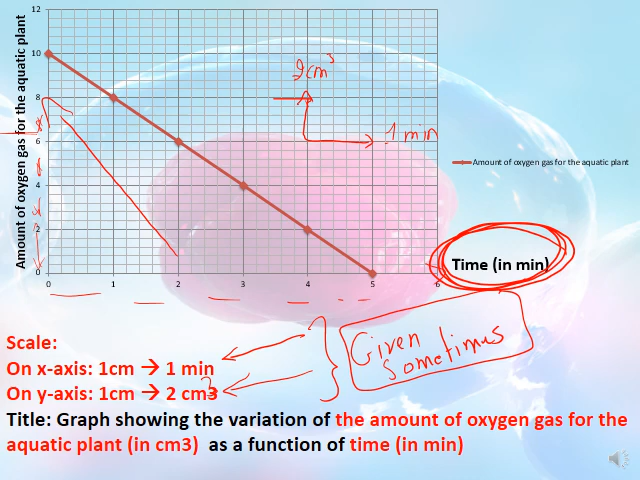 Amount of oxygen gas for the aquatic plant
12
10
8
6
4
2
0
0 1 2 3 4 5 6
2cm³
1 min
Amount of oxygen gas for the aquatic plant
Time (in min)
Scale:
On x-axis: 1cm → 1 min
On y-axis: 1cm → 2 cm3
3
Given
sometimes
Title: Graph showing the variation of the amount of oxygen gas for the
aquatic plant (in cm3) as a function of time (in min)